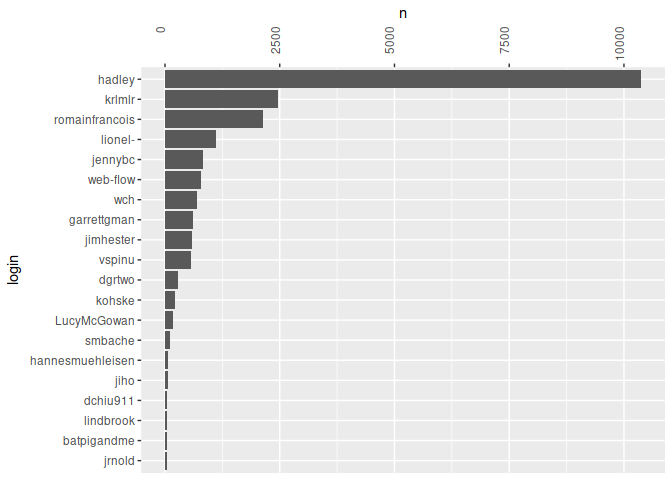 n
0
2500
5000
7500
10000
login
hadley
krlmlr
romainfrancois
lionel-
jennybc
web-flow
wch
garrettgman
jimhester
vspinu
dgrtwo
kohske
LucyMcGowan
smbache
hannesmuehleisen
jiho
dchiu911
lindbrook
batpigandme
jrnold